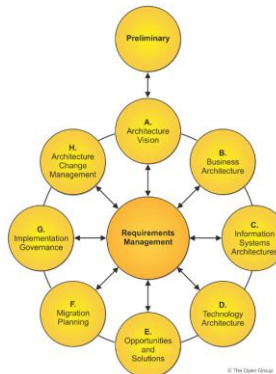 Preliminary
A.
Architecture
Vision
B.
Business
Architecture
C.
Information
Systems
Architectures
D.
Technology
Architecture
E.
Opportunities
and
Solutions
F.
Migration
Planning
G.
Implementation
Governance
H.
Architecture
Change
Management
Requirements
Management
© The Open Group